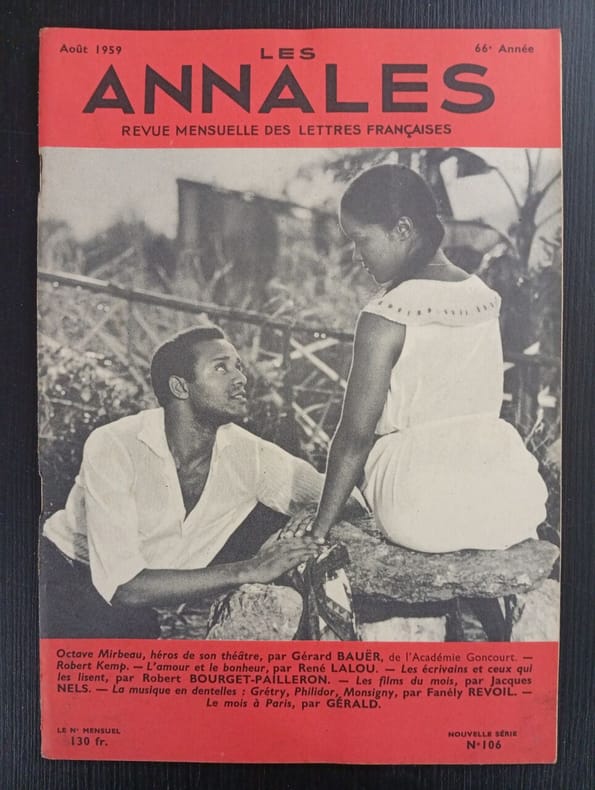 Août 1959
66e Année
LES
ANNALES
REVUE MENSUELLE DES LETTRES FRANÇAISES
Octave Mirbeau, héros de son théâtre, par Gérard BAUËR, de l'Académie Goncourt. —
Robert Kemp. — L'amour et le bonheur, par René LALOU. — Les écrivains et ceux qui
les lisent, par Robert BOURGET-PAILLERON. — Les films du mois, par Jacques
NELS. — La musique en dentelles : Grétry, Philidor, Monsigny, par Fanély REVOIL. —
Le mois à Paris, par GÉRALD.
LE No MENSUEL
130 fr.
NOUVELLE SÉRIE
No 106